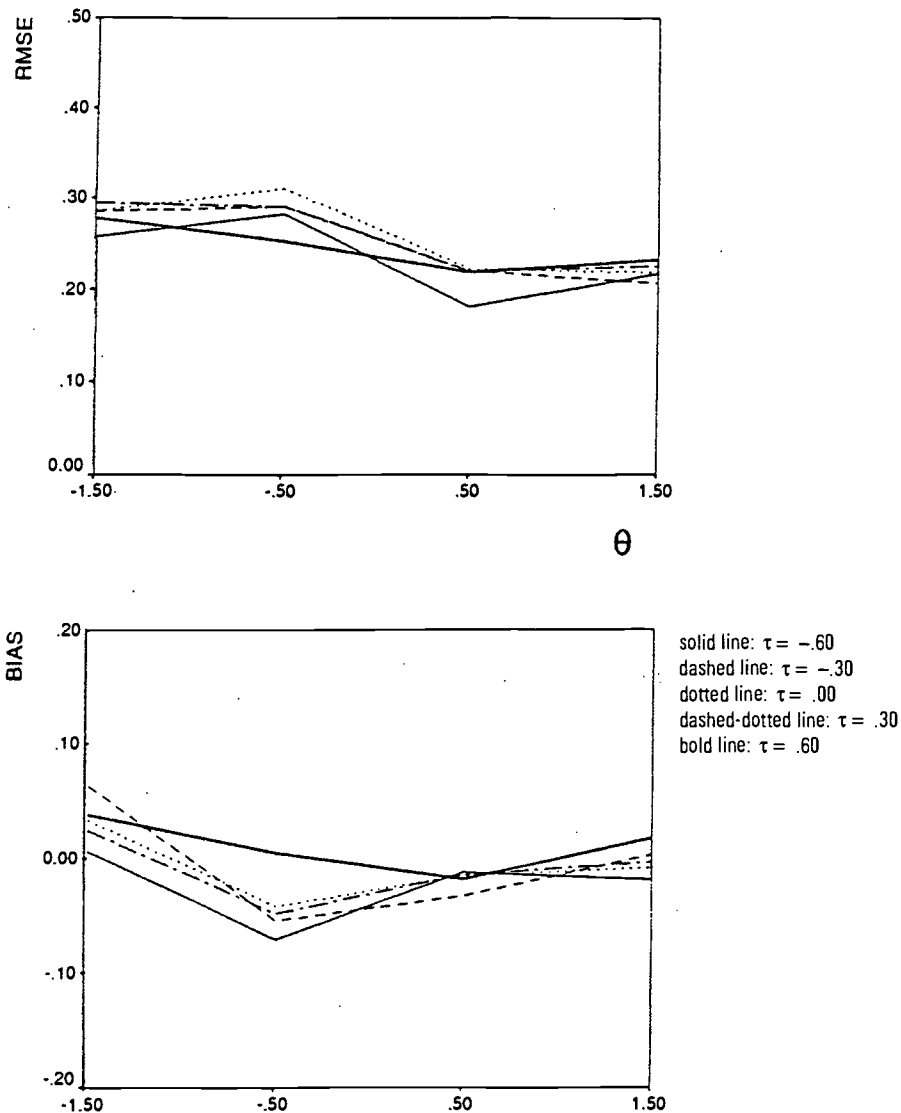 RMSE
.50
.40
.30
.20
.10
0.00
-1.50
-.50
.50
1.50
θ
BIAS
.20
.10
0.00
-.10
-.20
-1.50
-.50
.50
1.50
solid line: τ = -.60
dashed line: τ = -.30
dotted line: τ = .00
dashed-dotted line: τ = .30
bold line: τ = .60